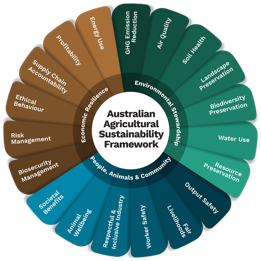 Australian
Agricultural
Sustainability
Framework
Environmental Stewardship
People, Animals & Community
Economic Resilience
GHG Emission
Reduction
Air Quality
Soil Health
Landscape
Preservation
Biodiversity
Preservation
Water Use
Resource
Preservation
Output Safety
Fair
Livelihoods
Worker Safety
Respectful &
Inclusive Industry
Animal
Wellbeing
Societal
Benefits
Biosecurity
Management
Risk
Management
Ethical
Behaviour
Supply Chain
Accountability
Profitability
Energy Use